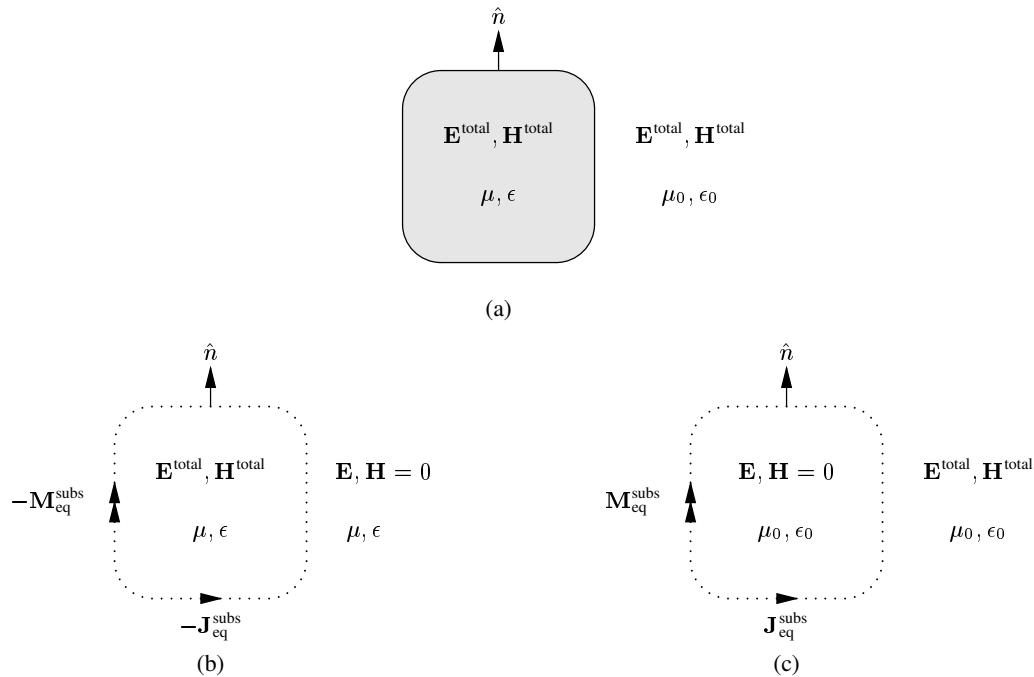 n̂
E^total, H^total E^total, H^total
μ, ϵ μ₀, ϵ₀
(a)
n̂ n̂
E^total, H^total E, H = 0 E, H = 0 E^total, H^total
−M_eq^subs M_eq^subs
μ, ϵ μ, ϵ μ₀, ϵ₀ μ₀, ϵ₀
−J_eq^subs J_eq^subs
(b) (c)